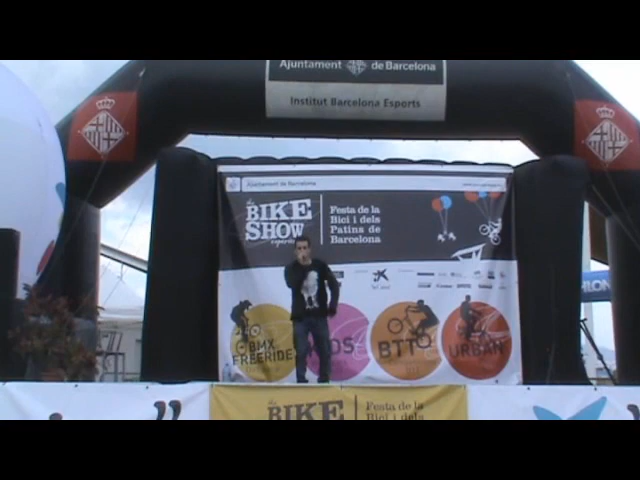 Ajuntament de Barcelona
Institut Barcelona Esports
Ajuntament de Barcelona
BIKE
SHOW
esports
Festa de la
Bici i dels
Patins de
Barcelona
BMX
FREERIDE
BTT
URBAN
BIKE
Festa de la
Bici i dels